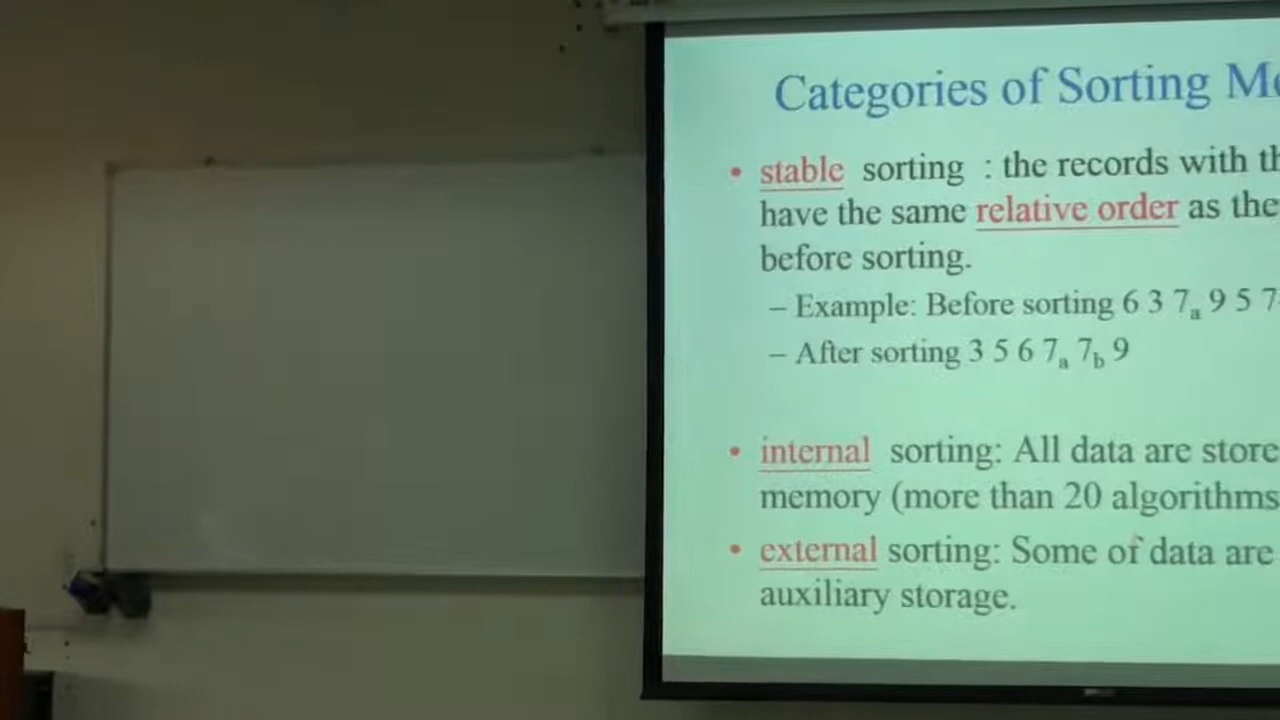 Categories of Sorting
• stable sorting : the records with
have the same relative order as
before sorting.
– Example: Before sorting 6 3 7a 9 5 7
– After sorting 3 5 6 7a 7b 9
• internal sorting: All data are
memory (more than 20 algorithms
• external sorting: Some of data are
auxiliary storage.